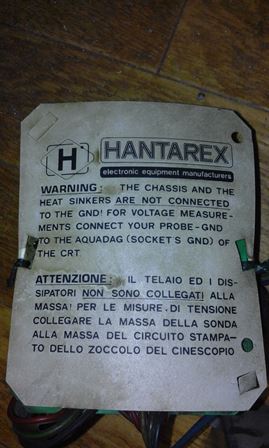 H HANTAREX
electronic equipment manufacturers
WARNING: THE CHASSIS AND THE
HEAT SINKERS ARE NOT CONNECTED
TO THE GND! FOR VOLTAGE MEASURE-
MENTS CONNECT YOUR PROBE-GND
TO THE AQUADAG (SOCKET'S GND) OF
THE CRT.
ATTENZIONE: IL TELAIO ED I DIS-
SIPATORI NON SONO COLLEGATI ALLA
MASSA! PER LE MISURE DI TENSIONE
COLLEGARE LA MASSA DELLA SONDA
ALLA MASSA DEL CIRCUITO STAMPA-
TO DELLO ZOCCOLO DEL CINESCOPIO